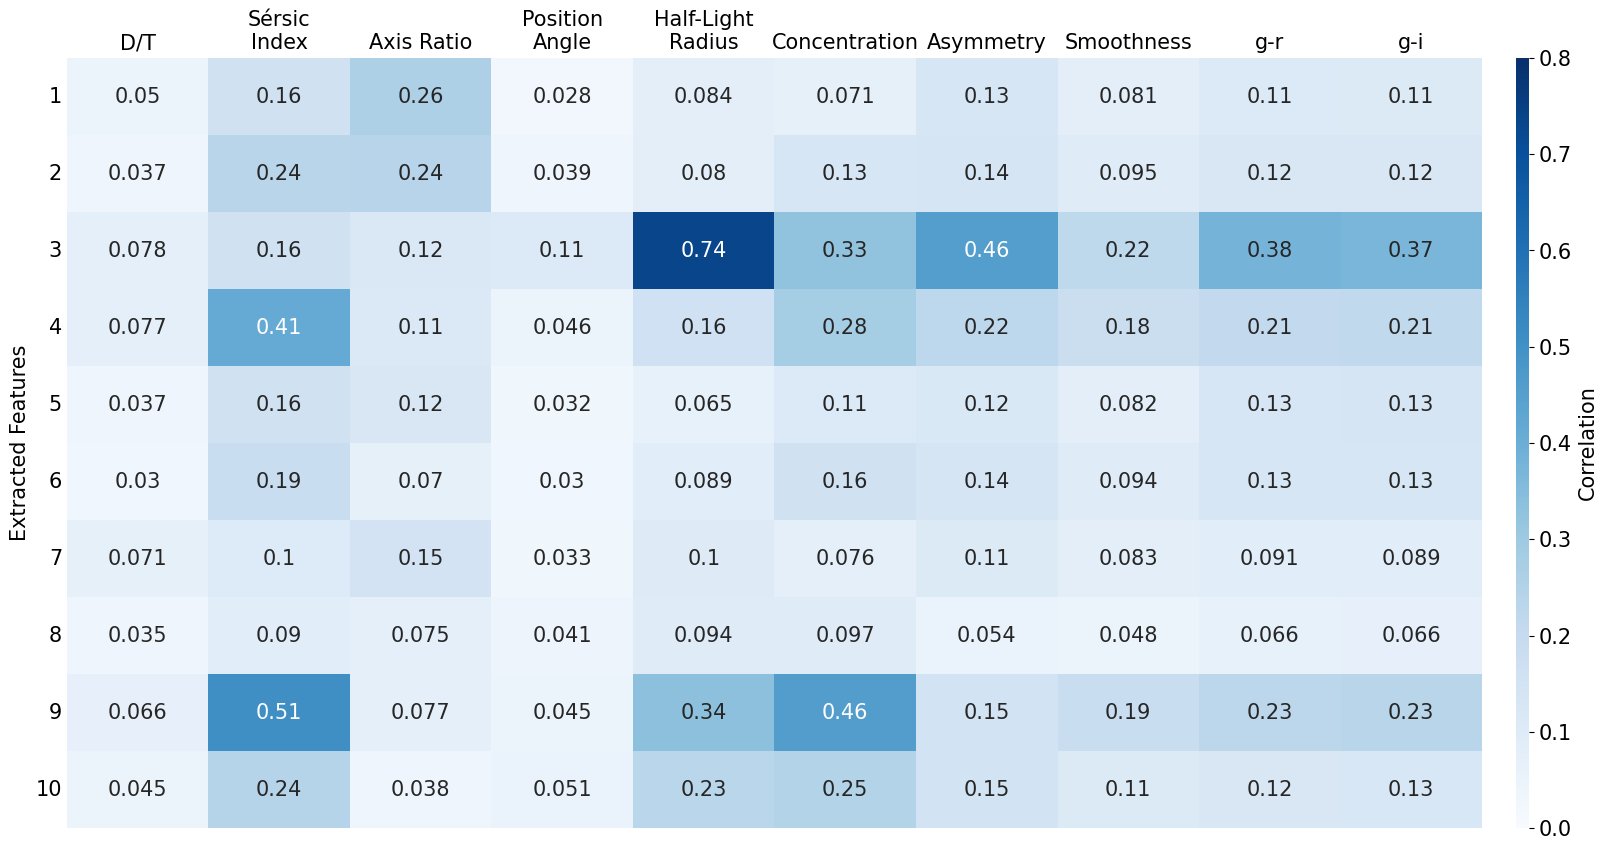 Sérsic Position Half-Light
D/T Index Axis Ratio Angle Radius Concentration Asymmetry Smoothness g-r g-i
1 0.05 0.16 0.26 0.028 0.084 0.071 0.13 0.081 0.11 0.11
2 0.037 0.24 0.24 0.039 0.08 0.13 0.14 0.095 0.12 0.12
3 0.078 0.16 0.12 0.11 0.74 0.33 0.46 0.22 0.38 0.37
4 0.077 0.41 0.11 0.046 0.16 0.28 0.22 0.18 0.21 0.21
5 0.037 0.16 0.12 0.032 0.065 0.11 0.12 0.082 0.13 0.13
6 0.03 0.19 0.07 0.03 0.089 0.16 0.14 0.094 0.13 0.13
7 0.071 0.1 0.15 0.033 0.1 0.076 0.11 0.083 0.091 0.089
8 0.035 0.09 0.075 0.041 0.094 0.097 0.054 0.048 0.066 0.066
9 0.066 0.51 0.077 0.045 0.34 0.46 0.15 0.19 0.23 0.23
10 0.045 0.24 0.038 0.051 0.23 0.25 0.15 0.11 0.12 0.13
Extracted Features
0.8
0.7
0.6
0.5
0.4
0.3
0.2
0.1
0.0
Correlation